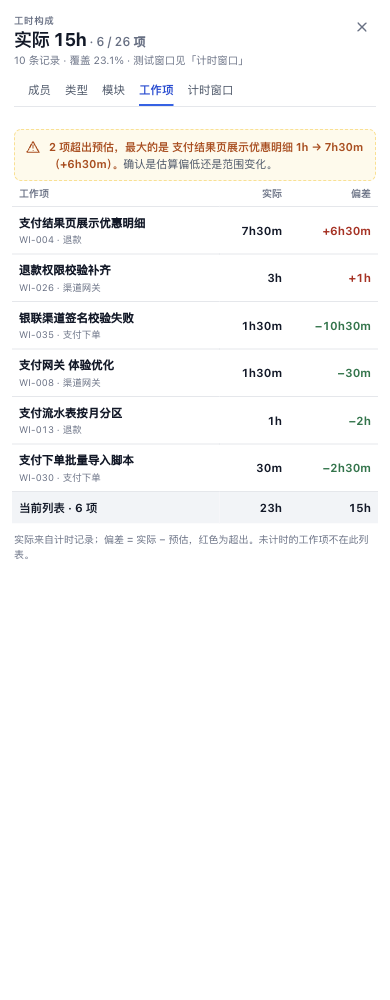 工时构成
实际 15h · 6 / 26 项
10 条记录 · 覆盖 23.1% · 测试窗口见「计时窗口」
成员 类型 模块 工作项 计时窗口
2 项超出预估，最大的是 支付结果页展示优惠明细 1h → 7h30m
（+6h30m）。确认是估算偏低还是范围变化。
工作项 实际 偏差
支付结果页展示优惠明细
WI-004 · 退款
7h30m +6h30m
退款权限校验补齐
WI-026 · 渠道网关
3h +1h
银联渠道签名校验失败
WI-035 · 支付下单
1h30m −10h30m
支付网关 体验优化
WI-008 · 渠道网关
1h30m −30m
支付流水表按月分区
WI-013 · 退款
1h −2h
支付下单批量导入脚本
WI-030 · 支付下单
30m −2h30m
当前列表 · 6 项 23h 15h
实际来自计时记录；偏差 = 实际 − 预估，红色为超出。未计时的工作项不在此列
表。